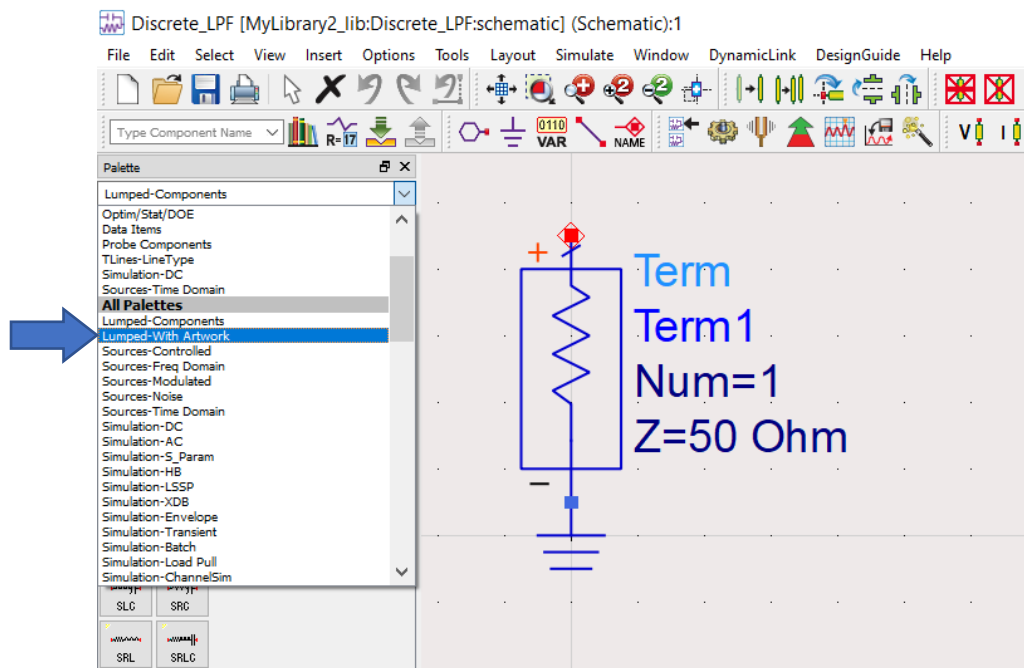 Discrete_LPF [MyLibrary2_lib:Discrete_LPF:schematic] (Schematic):1
File Edit Select View Insert Options Tools Layout Simulate Window DynamicLink DesignGuide Help
2 2
Type Component Name R=17 0110 VAR NAME V I
Palette
Lumped-Components
Optim/Stat/DOE
Data Items
Probe Components
TLines-LineType
Simulation-DC
Sources-Time Domain
All Palettes
Lumped-Components
Lumped-With Artwork
Sources-Controlled
Sources-Freq Domain
Sources-Modulated
Sources-Noise
Sources-Time Domain
Simulation-DC
Simulation-AC
Simulation-S_Param
Simulation-HB
Simulation-LSSP
Simulation-XDB
Simulation-Envelope
Simulation-Transient
Simulation-Batch
Simulation-Load Pull
Simulation-ChannelSim
SLC SRC
SRL SRLC
+
Term
Term1
Num=1
Z=50 Ohm
−